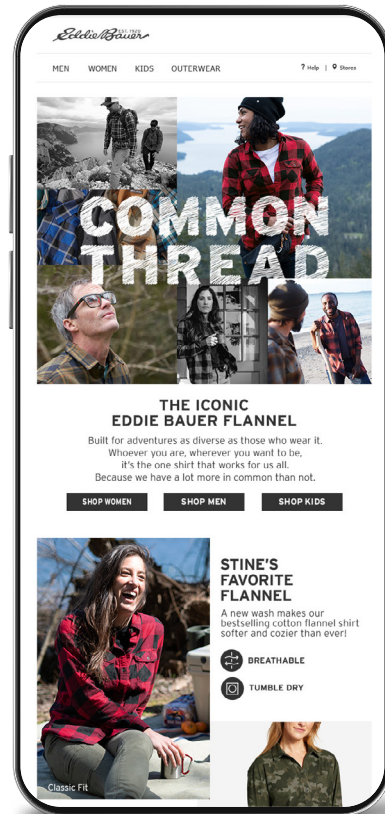 Eddie Bauer EST. 1920
MEN WOMEN KIDS OUTERWEAR ? Help | Stores
COMMON
THREAD
THE ICONIC
EDDIE BAUER FLANNEL
Built for adventures as diverse as those who wear it.
Whoever you are, wherever you want to be,
it's the one shirt that works for us all.
Because we have a lot more in common than not.
SHOP WOMEN SHOP MEN SHOP KIDS
STINE'S
FAVORITE
FLANNEL
A new wash makes our
bestselling cotton flannel shirt
softer and cozier than ever!
BREATHABLE
TUMBLE DRY
Classic Fit